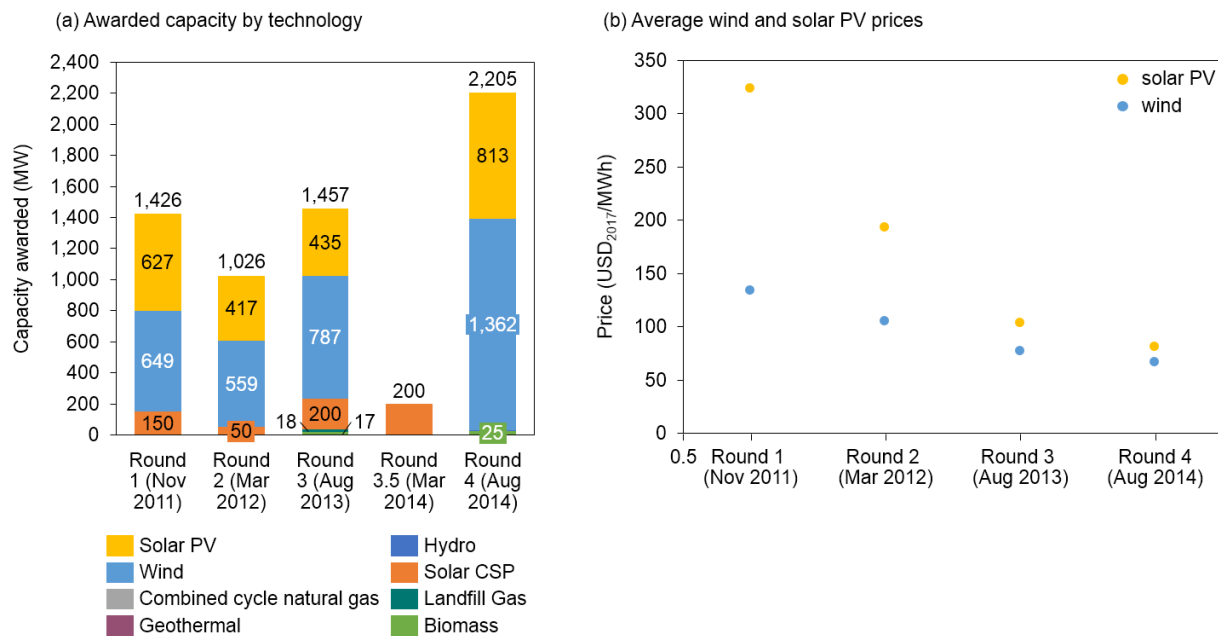 (a) Awarded capacity by technology
Capacity awarded (MW)
2,400
2,200
2,000
1,800
1,600
1,400
1,200
1,000
800
600
400
200
0
1,426
627
649
150
1,026
417
559
50
1,457
435
787
200
18
17
200
2,205
813
1,362
25
Round
1 (Nov
2011)
Round
2 (Mar
2012)
Round
3 (Aug
2013)
Round
3.5 (Mar
2014)
Round
4 (Aug
2014)
Solar PV
Wind
Combined cycle natural gas
Geothermal
Hydro
Solar CSP
Landfill Gas
Biomass
(b) Average wind and solar PV prices
Price (USD2017/MWh)
350
300
250
200
150
100
50
0
solar PV
wind
0.5
Round 1
(Nov 2011)
Round 2
(Mar 2012)
Round 3
(Aug 2013)
Round 4
(Aug 2014)